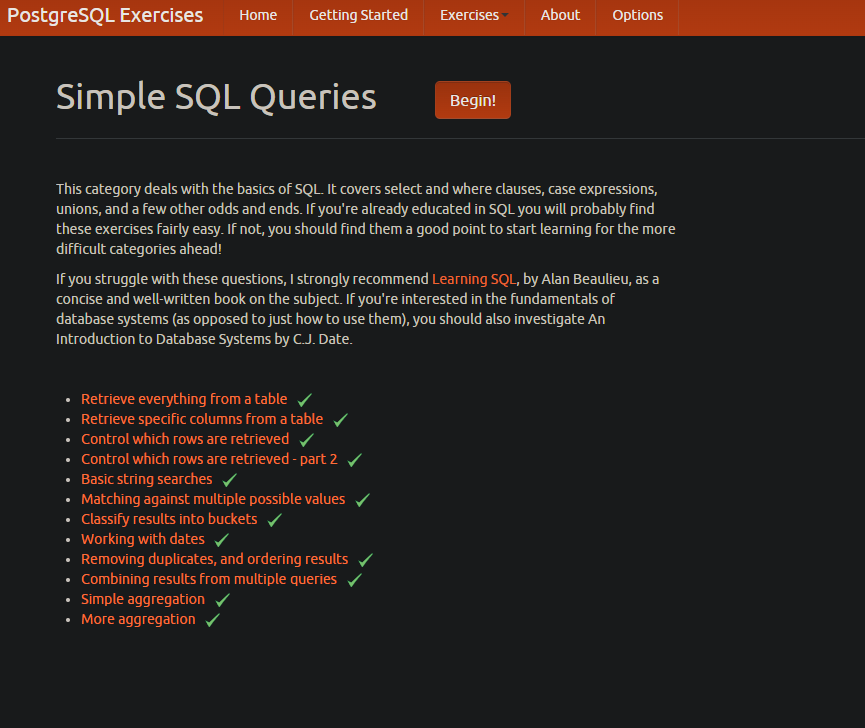 PostgreSQL Exercises Home Getting Started Exercises About Options
Simple SQL Queries Begin!
This category deals with the basics of SQL. It covers select and where clauses, case expressions,
unions, and a few other odds and ends. If you're already educated in SQL you will probably find
these exercises fairly easy. If not, you should find them a good point to start learning for the more
difficult categories ahead!
If you struggle with these questions, I strongly recommend Learning SQL, by Alan Beaulieu, as a
concise and well-written book on the subject. If you're interested in the fundamentals of
database systems (as opposed to just how to use them), you should also investigate An
Introduction to Database Systems by C.J. Date.
Retrieve everything from a table
Retrieve specific columns from a table
Control which rows are retrieved
Control which rows are retrieved - part 2
Basic string searches
Matching against multiple possible values
Classify results into buckets
Working with dates
Removing duplicates, and ordering results
Combining results from multiple queries
Simple aggregation
More aggregation